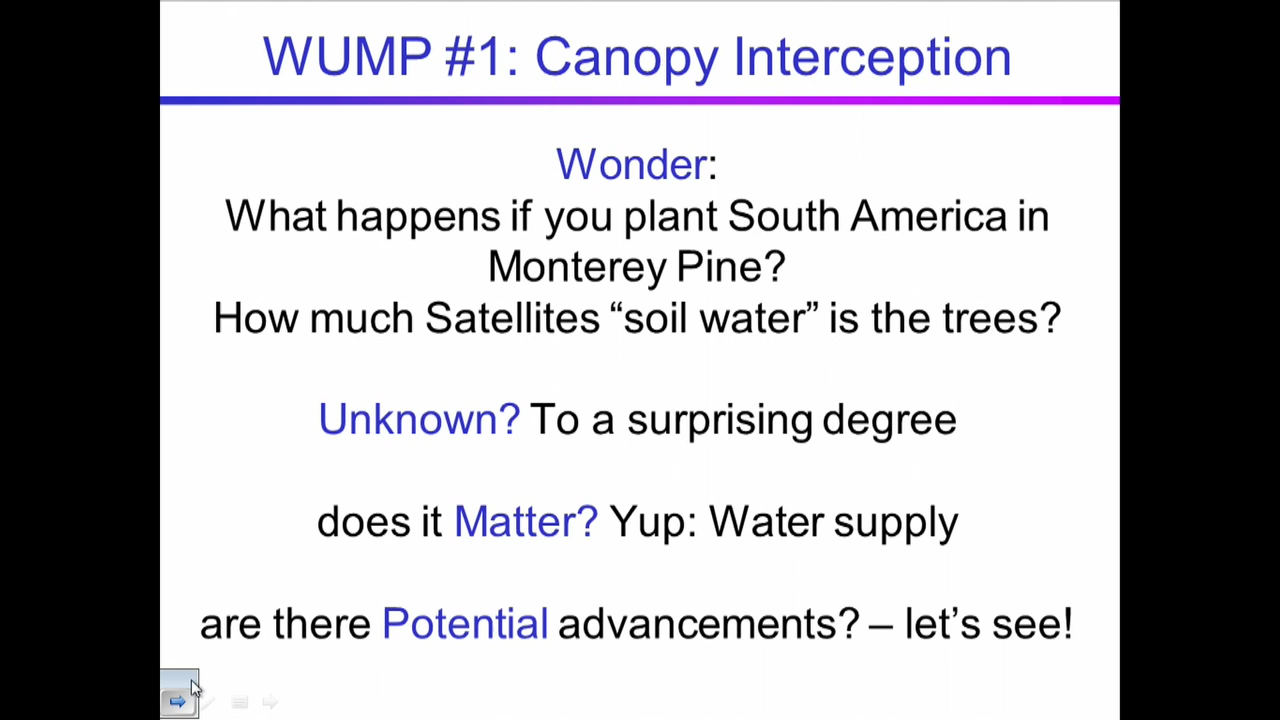 WUMP #1: Canopy Interception
Wonder:
What happens if you plant South America in
Monterey Pine?
How much Satellites “soil water” is the trees?
Unknown? To a surprising degree
does it Matter? Yup: Water supply
are there Potential advancements? – let’s see!